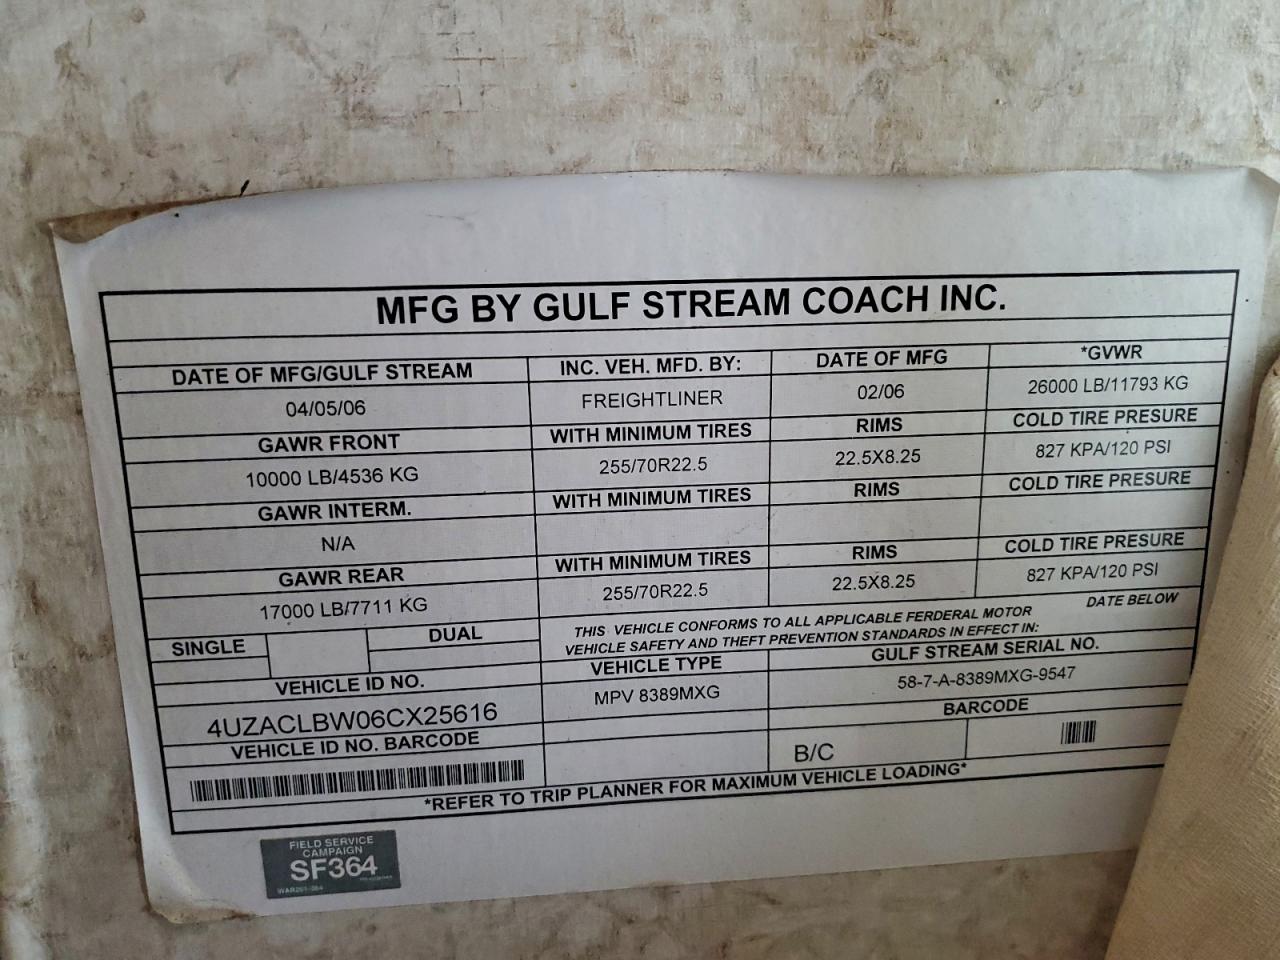 MFG BY GULF STREAM COACH INC.
DATE OF MFG/GULF STREAM INC. VEH. MFD. BY: DATE OF MFG *GVWR
04/05/06 FREIGHTLINER 02/06 26000 LB/11793 KG
GAWR FRONT WITH MINIMUM TIRES RIMS COLD TIRE PRESURE
10000 LB/4536 KG 255/70R22.5 22.5X8.25 827 KPA/120 PSI
GAWR INTERM. WITH MINIMUM TIRES RIMS COLD TIRE PRESURE
N/A
GAWR REAR WITH MINIMUM TIRES RIMS COLD TIRE PRESURE
17000 LB/7711 KG 255/70R22.5 22.5X8.25 827 KPA/120 PSI
SINGLE DUAL THIS VEHICLE CONFORMS TO ALL APPLICABLE FERDERAL MOTOR DATE BELOW
VEHICLE SAFETY AND THEFT PREVENTION STANDARDS IN EFFECT IN:
VEHICLE ID NO. VEHICLE TYPE GULF STREAM SERIAL NO.
4UZACLBW06CX25616 MPV 8389MXG 58-7-A-8389MXG-9547
VEHICLE ID NO. BARCODE BARCODE
B/C
*REFER TO TRIP PLANNER FOR MAXIMUM VEHICLE LOADING*
FIELD SERVICE
CAMPAIGN
SF364